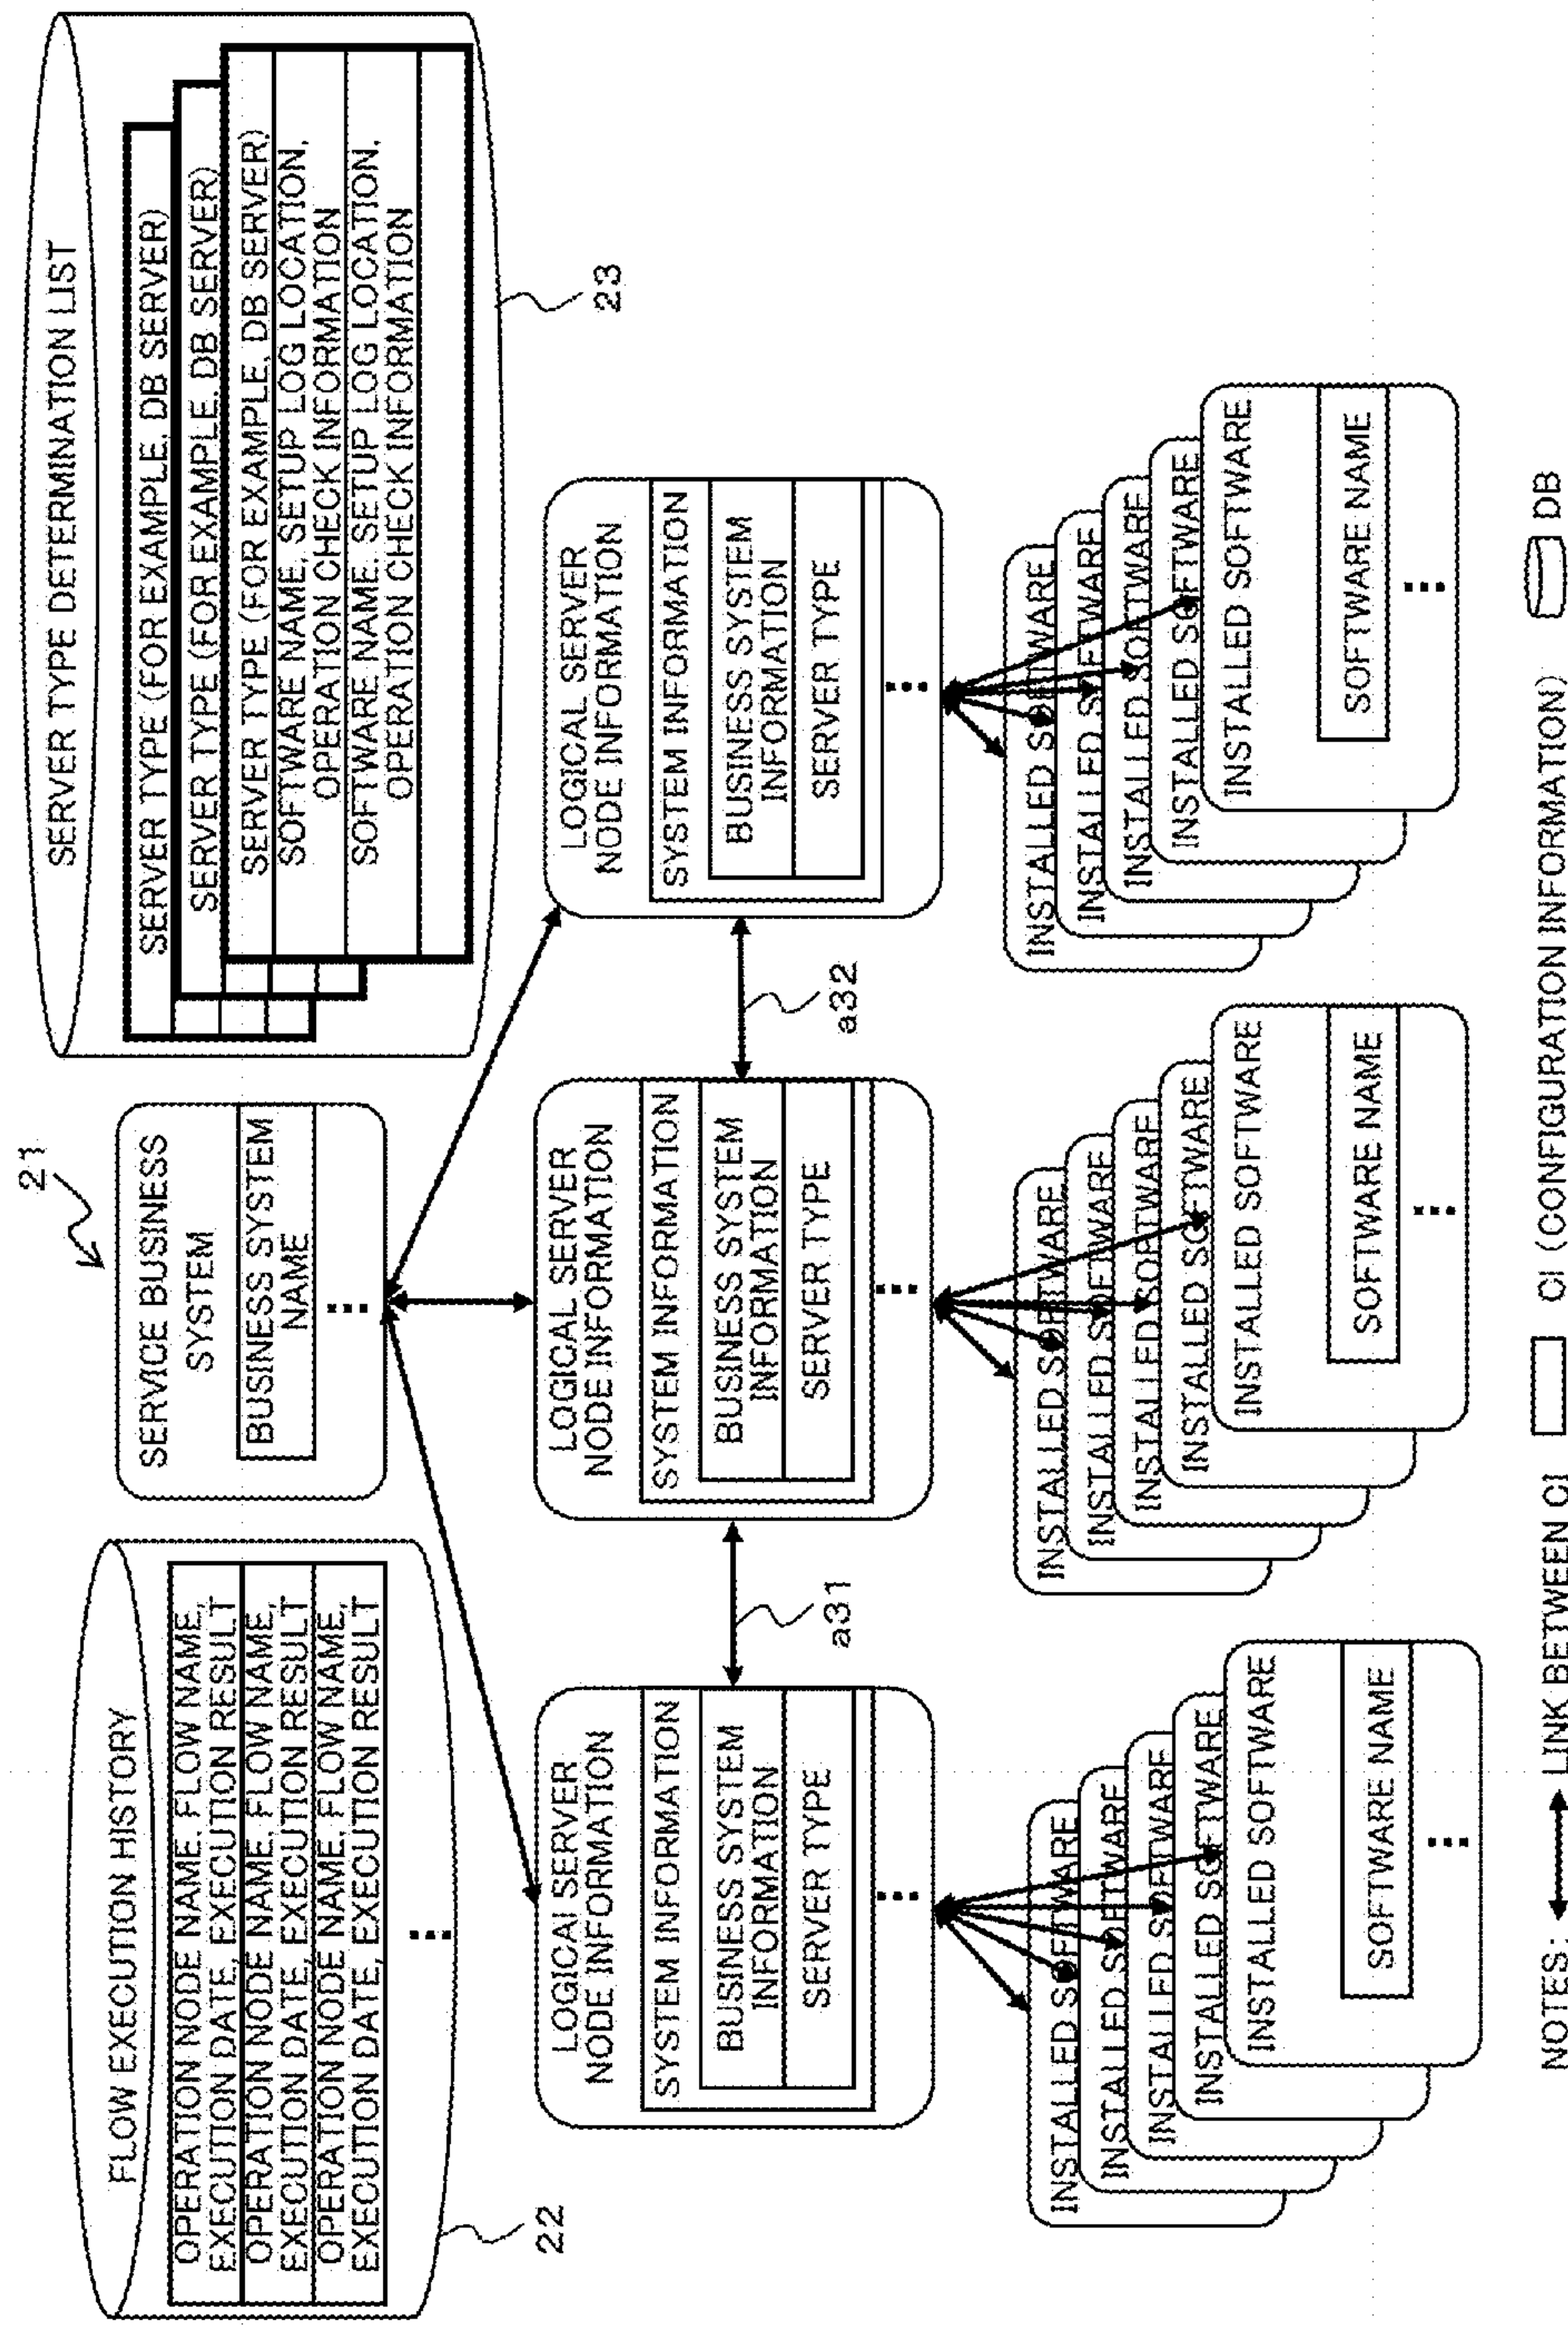 FLOW EXECUTION HISTORY
OPERATION NODE NAME, FLOW NAME,
EXECUTION DATE, EXECUTION RESULT
OPERATION NODE NAME, FLOW NAME,
EXECUTION DATE, EXECUTION RESULT
OPERATION NODE NAME, FLOW NAME,
EXECUTION DATE, EXECUTION RESULT
...
22
21
SERVICE BUSINESS
SYSTEM
BUSINESS SYSTEM
NAME
...
SERVER TYPE DETERMINATION LIST
SERVER TYPE (FOR EXAMPLE, DB SERVER)
SERVER TYPE (FOR EXAMPLE, DB SERVER)
SERVER TYPE (FOR EXAMPLE, DB SERVER)
SOFTWARE NAME, SETUP LOG LOCATION,
OPERATION CHECK INFORMATION
SOFTWARE NAME, SETUP LOG LOCATION,
OPERATION CHECK INFORMATION
23
LOGICAL SERVER
NODE INFORMATION
SYSTEM INFORMATION
BUSINESS SYSTEM
INFORMATION
SERVER TYPE
...
a31
LOGICAL SERVER
NODE INFORMATION
SYSTEM INFORMATION
BUSINESS SYSTEM
INFORMATION
SERVER TYPE
...
a32
LOGICAL SERVER
NODE INFORMATION
SYSTEM INFORMATION
BUSINESS SYSTEM
INFORMATION
SERVER TYPE
...
INSTALLED SOFTWARE
INSTALLED SOFTWARE
INSTALLED SOFTWARE
INSTALLED SOFTWARE
INSTALLED SOFTWARE
SOFTWARE NAME
...
INSTALLED SOFTWARE
INSTALLED SOFTWARE
INSTALLED SOFTWARE
INSTALLED SOFTWARE
INSTALLED SOFTWARE
SOFTWARE NAME
...
INSTALLED SOFTWARE
INSTALLED SOFTWARE
INSTALLED SOFTWARE
INSTALLED SOFTWARE
INSTALLED SOFTWARE
SOFTWARE NAME
...
NOTES: LINK BETWEEN CI CI (CONFIGURATION INFORMATION) DB